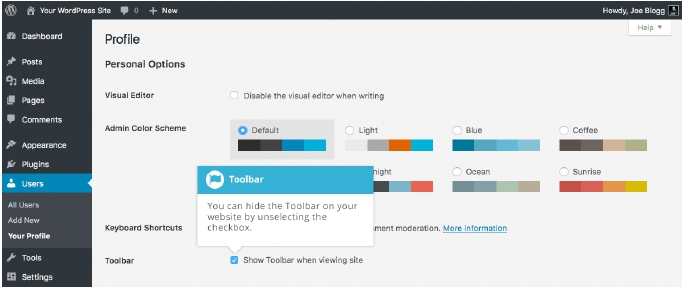 Your WordPress Site 0 + New Howdy, Joe Blogg
Help
Dashboard
Posts
Media
Pages
Comments
Appearance
Plugins
Users
All Users
Add New
Your Profile
Tools
Settings
Profile
Personal Options
Visual Editor Disable the visual editor when writing
Admin Color Scheme Default Light Blue Coffee
night Ocean Sunrise
Toolbar
You can hide the Toolbar on your
website by unselecting the
checkbox.
Keyboard Shortcuts mment moderation. More information
Toolbar Show Toolbar when viewing site